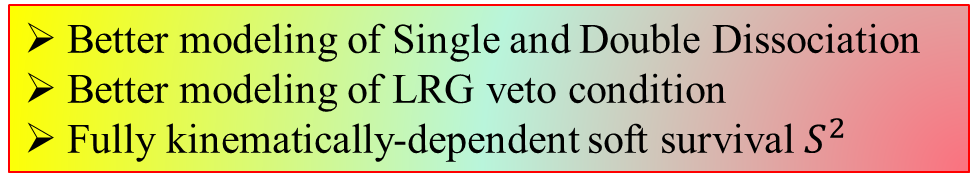 ➢ Better modeling of Single and Double Dissociation
➢ Better modeling of LRG veto condition
➢ Fully kinematically-dependent soft survival 𝑆²